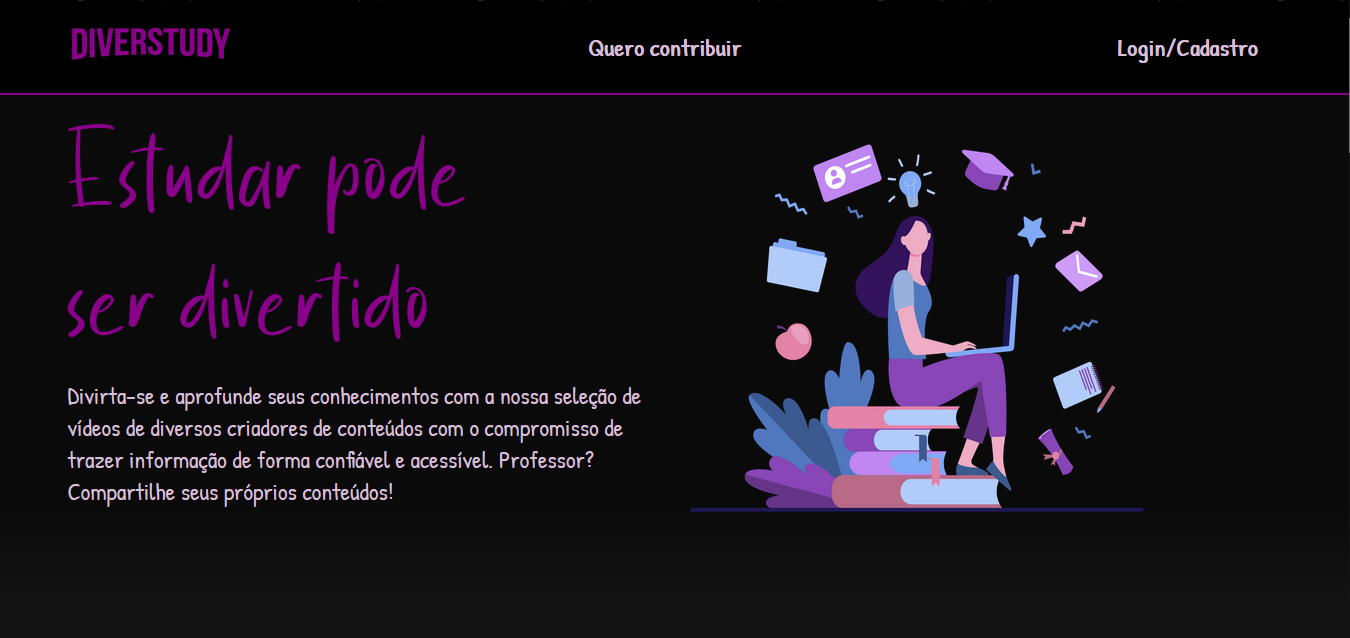 DIVERSTUDY
Quero contribuir
Login/Cadastro
Estudar pode
ser divertido
Divirta-se e aprofunde seus conhecimentos com a nossa seleção de
vídeos de diversos criadores de conteúdos com o compromisso de
trazer informação de forma confiável e acessível. Professor?
Compartilhe seus próprios conteúdos!